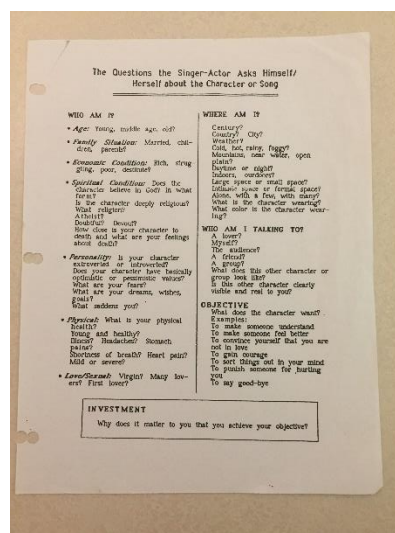 The Questions the Singer-Actor Asks Himself/
Herself about the Character or Song
WHO AM I?
• Age: Young, middle age, old?
• Family Situation: Married, chil-
dren, parents?
• Economic Condition: Rich, strug-
gling, poor, destitute?
• Spiritual Condition: Does the
character believe in God? In what
form?
Is the character deeply religious?
What religion?
Atheist?
Doubtful? Devout?
How close is your character to
death and what are your feelings
about death?
• Personality: Is your character
extroverted or introverted?
Does your character have basically
optimistic or pessimistic values?
What are your fears?
What are your dreams, wishes,
goals?
What saddens you?
• Physical: What is your physical
health?
Young and healthy?
Illness? Headaches? Stomach
pains?
Shortness of breath? Heart pain?
Mild or severe?
• Love/Sexual: Virgin? Many lov-
ers? First lover?
WHERE AM I?
Century?
Country? City?
Weather?
Cold, hot, rainy, foggy?
Mountains, near water, open
plain?
Daytime or night?
Indoors, outdoors?
Large space or small space?
Intimate space or formal space?
Alone, with a few, with many?
What is the character wearing?
What color is the character wear-
ing?
WHO AM I TALKING TO?
A lover?
Myself?
The audience?
A friend?
A group?
What does this other character or
group look like?
Is this other character clearly
visible and real to you?
OBJECTIVE
What does the character want?
Examples:
To make someone understand
To make someone feel better
To convince yourself that you are
not in love
To gain courage
To sort things out in your mind
To punish someone for hurting
you
To say good-bye
INVESTMENT
Why does it matter to you that you achieve your objective?